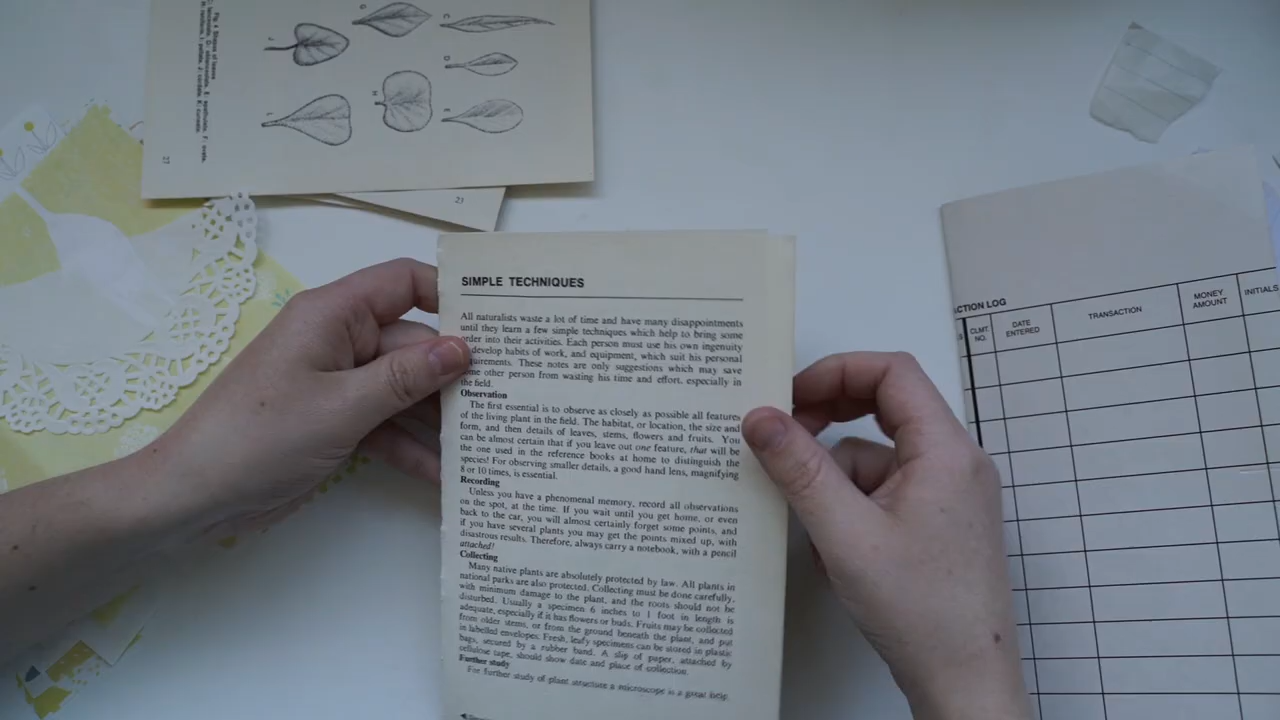 SIMPLE TECHNIQUES
All naturalists waste a lot of time and have many disappointments
until they learn a few simple techniques which help to bring some
order into their activities. Each person must use his own ingenuity
develop habits of work, and equipment, which suit his personal
These notes are only suggestions which may save
some other person from wasting his time and effort, especially in
the field.
Observation
The first essential is to observe as closely as possible all features
of the living plant in the field. The habitat, or location, the size and
form, and then details of leaves, stems, flowers and fruits. You
can be almost certain that if you leave out one feature, that will be
the one used in the reference books at home to distinguish the
species! For observing smaller details, a good hand lens, magnifying
8 or 10 times, is essential.
Recording
Unless you have a phenomenal memory, record all observations
on the spot, at the time. If you wait until you get home, or even
back to the car, you will almost certainly forget some points, and
if you have several plants you may get the points mixed up, with
disastrous results. Therefore, always carry a notebook, with a pencil
attached!
Collecting
Many native plants are absolutely protected by law. All plants in
national parks are also protected. Collecting must be done carefully,
with minimum damage to the plant, and the roots should not be
disturbed. Usually a specimen 6 inches to 1 foot in length is
adequate, especially if it has flowers or buds. Fruits may be collected
from older stems, or from the ground beneath the plant, and put
in labelled envelopes. Fresh, leafy specimens can be stored in plastic
bags, secured by a rubber band. A slip of paper, attached by
cellulose tape, should show date and place of collection.
Further study
For further study of plant structure a microscope is a great help.
Fig. 4 Shapes of leaves
C: lanceolate. D: oblanceolate. E: spathulate. F: ovate.
H: reniform. I: peltate. J: cordate. K: cuneate.
27
G
C
J
D
H
E
23
CTION LOG
CLMT. NO.
DATE ENTERED
TRANSACTION
MONEY AMOUNT
INITIALS